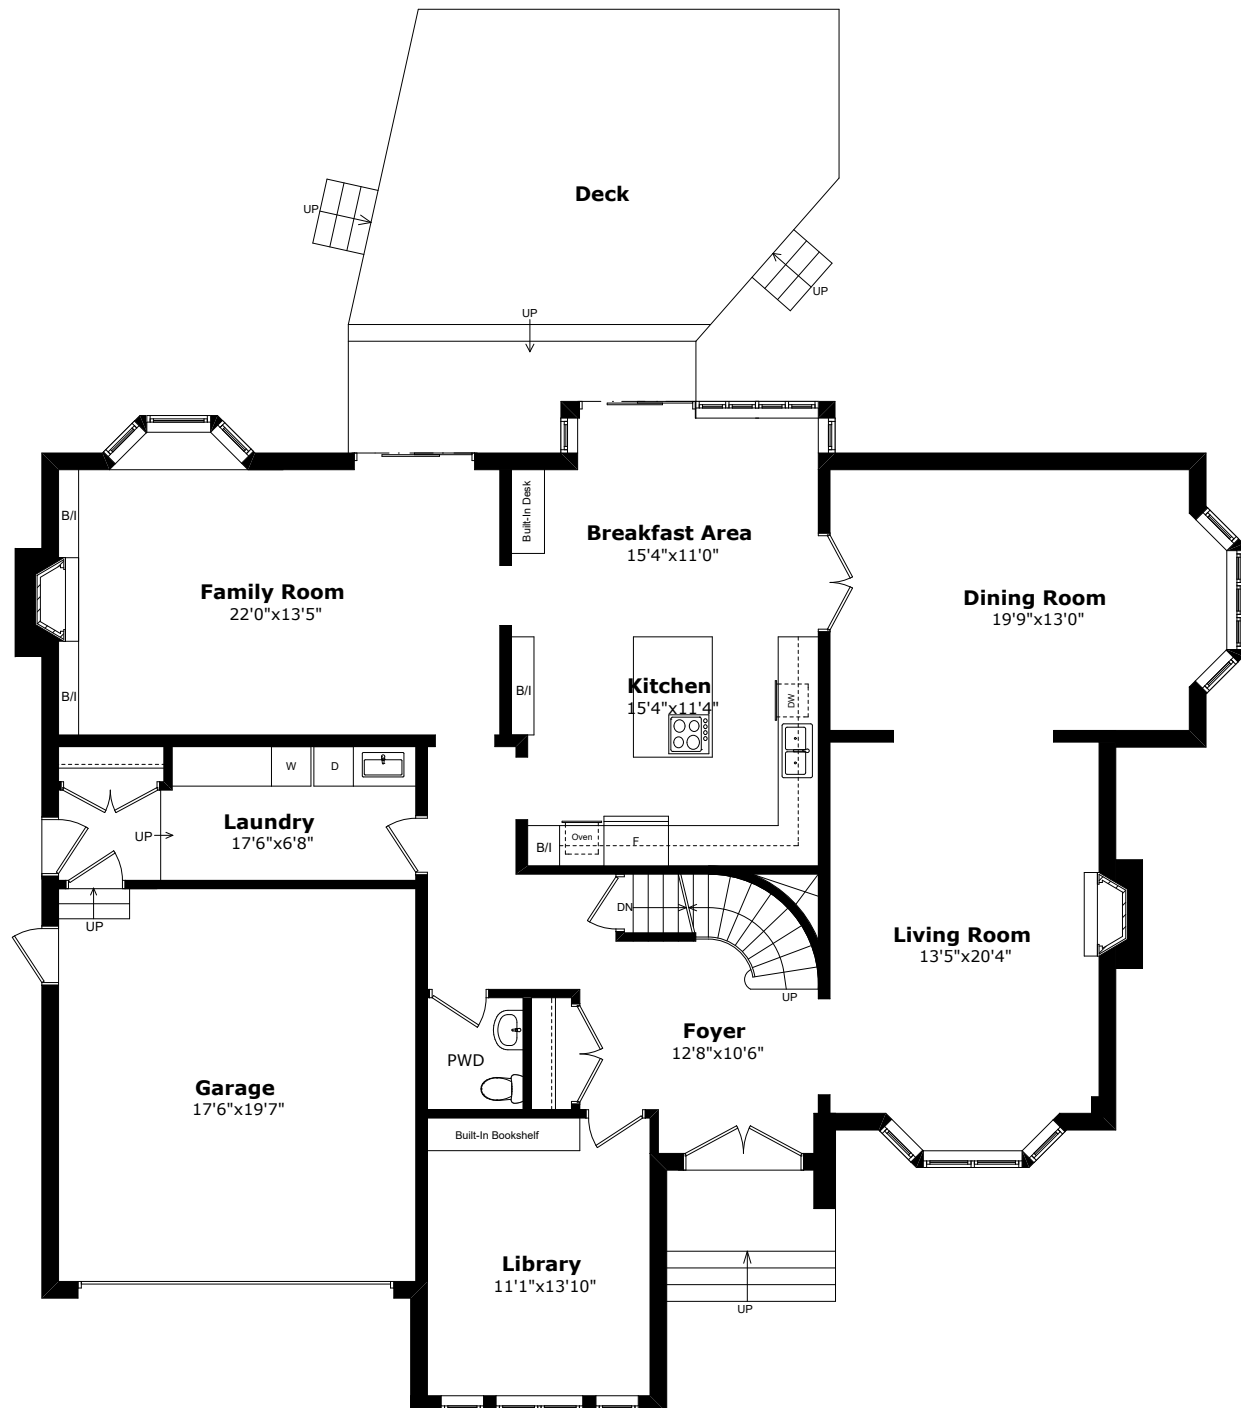 Deck
UP
UP
UP
B/I
Built-In Desk
Breakfast Area
15'4"x11'0"
Family Room
22'0"x13'5"
Dining Room
19'9"x13'0"
B/I
B/I
Kitchen
15'4"x11'4"
DW
W
D
UP
Laundry
17'6"x6'8"
B/I
Oven
F
DN
UP
UP
Living Room
13'5"x20'4"
Foyer
12'8"x10'6"
PWD
Garage
17'6"x19'7"
Built-In Bookshelf
Library
11'1"x13'10"
UP